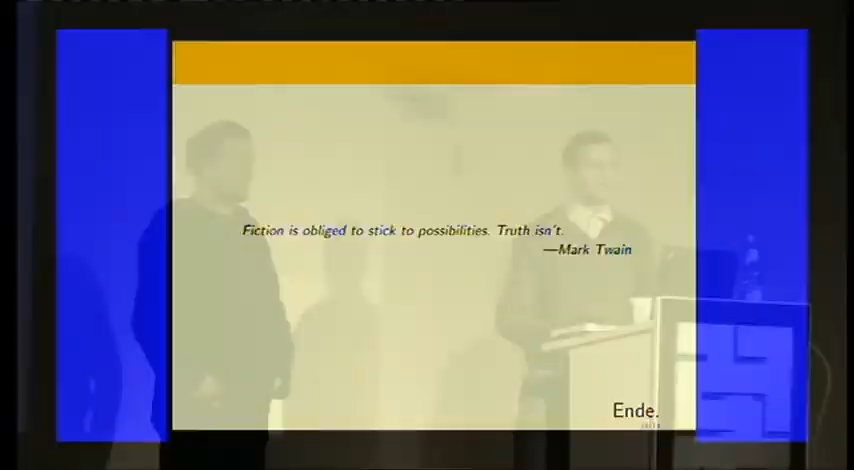 Fiction is obliged to stick to possibilities. Truth isn't.
—Mark Twain
Ende.